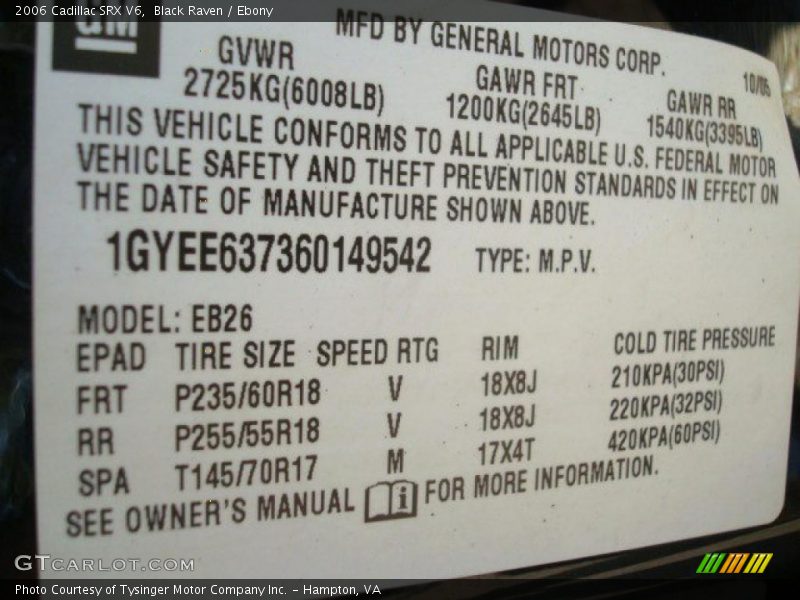 2006 Cadillac SRX V6, Black Raven / Ebony
GM
MFD BY GENERAL MOTORS CORP.
10/05
GVWR GAWR FRT GAWR RR
2725KG(6008LB) 1200KG(2645LB) 1540KG(3395LB)
THIS VEHICLE CONFORMS TO ALL APPLICABLE U.S. FEDERAL MOTOR
VEHICLE SAFETY AND THEFT PREVENTION STANDARDS IN EFFECT ON
THE DATE OF MANUFACTURE SHOWN ABOVE.
1GYEE637360149542 TYPE: M.P.V.
MODEL: EB26
EPAD TIRE SIZE SPEED RTG RIM COLD TIRE PRESSURE
FRT P235/60R18 V 18X8J 210KPA(30PSI)
RR P255/55R18 V 18X8J 220KPA(32PSI)
SPA T145/70R17 M 17X4T 420KPA(60PSI)
SEE OWNER'S MANUAL i FOR MORE INFORMATION.
GTCARLOT.COM
Photo Courtesy of Tysinger Motor Company Inc. - Hampton, VA